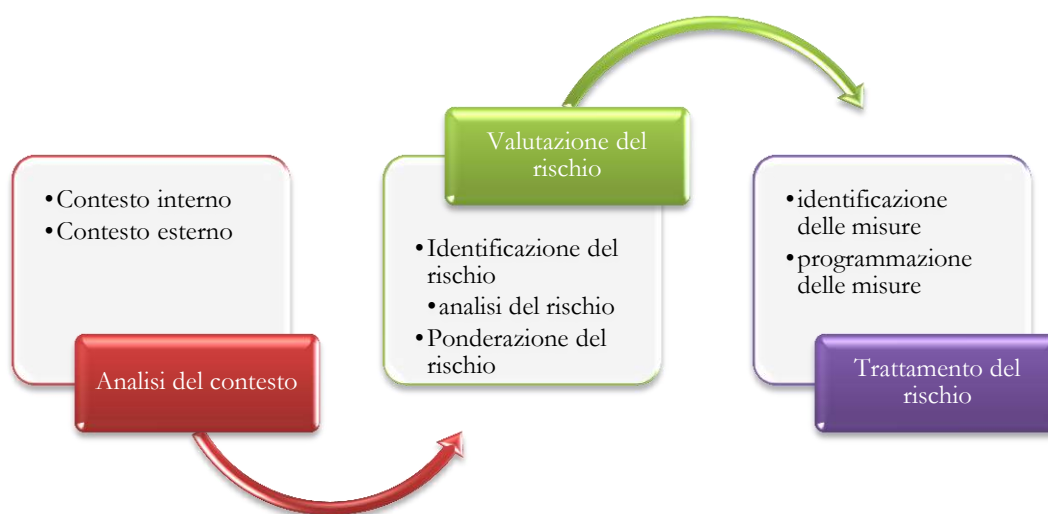 •Contesto interno
•Contesto esterno
Analisi del contesto
Valutazione del
rischio
•Identificazione del
rischio
•analisi del rischio
•Ponderazione del
rischio
•identificazione
delle misure
•programmazione
delle misure
Trattamento del
rischio